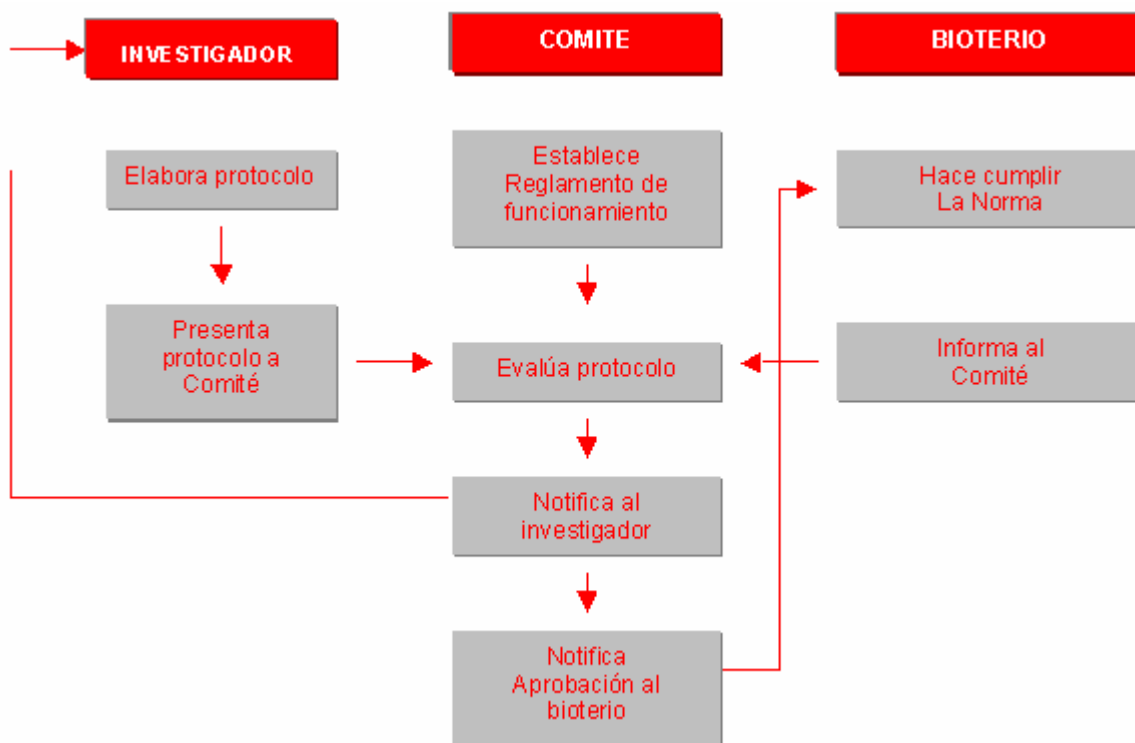 INVESTIGADOR
COMITE
BIOTERIO
Elabora protocolo
Presenta
protocolo a
Comité
Establece
Reglamento de
funcionamiento
Evalúa protocolo
Notifica al
investigador
Notifica
Aprobación al
bioterio
Hace cumplir
La Norma
Informa al
Comité